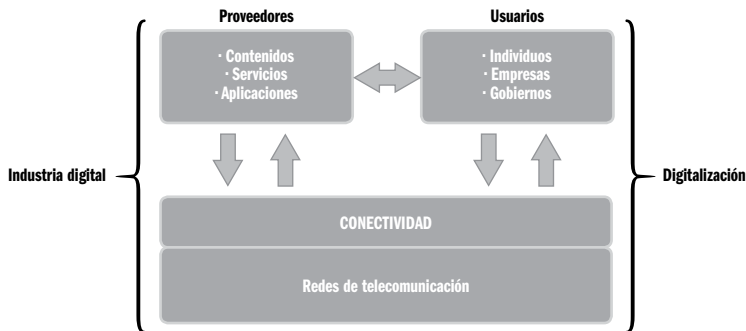 Proveedores
Usuarios
· Contenidos
· Servicios
· Aplicaciones
· Individuos
· Empresas
· Gobiernos
Industria digital
Digitalización
CONECTIVIDAD
Redes de telecomunicación